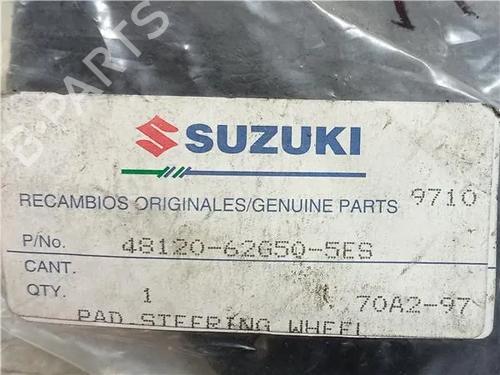 B-PARTS
SUZUKI
RECAMBIOS ORIGINALES/GENUINE PARTS 9710
P/No. 48120-62G50-5ES
CANT.
QTY. 1 70A2-97
PAD,STEERING WHEEL